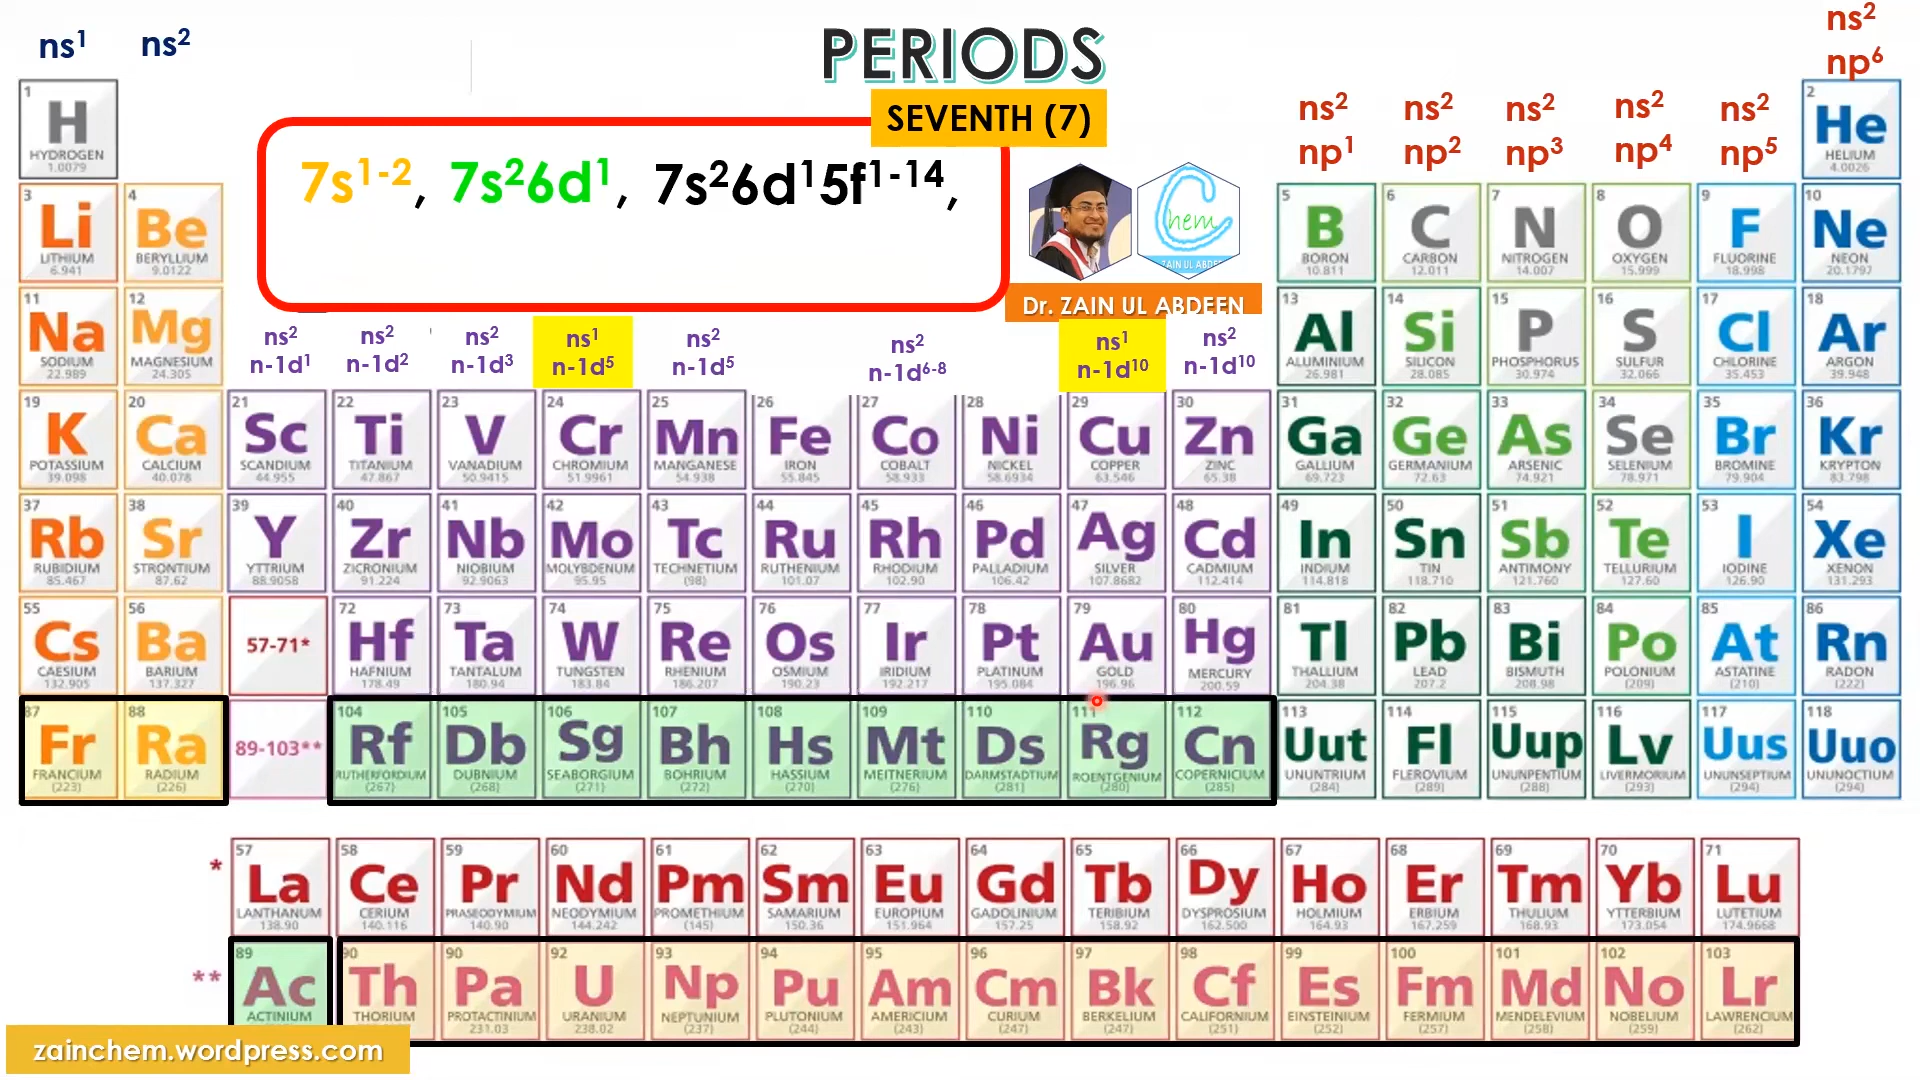 ns² np⁶
ns¹ ns²
PERIODS
SEVENTH (7)
7s¹⁻², 7s²6d¹, 7s²6d¹5f¹⁻¹⁴,
Chem
ZAIN UL ABDEEN
Dr. ZAIN UL ABDEEN
ns² np¹ ns² np² ns² np³ ns² np⁴ ns² np⁵
ns² n-1d¹ ns² n-1d² ns² n-1d³ ns¹ n-1d⁵ ns² n-1d⁵ ns² n-1d⁶⁻⁸ ns¹ n-1d¹⁰ ns² n-1d¹⁰
1 H HYDROGEN 1.0079 2 He HELIUM 4.0026
3 Li LITHIUM 6.941 4 Be BERYLLIUM 9.0122 5 B BORON 10.811 6 C CARBON 12.011 7 N NITROGEN 14.007 8 O OXYGEN 15.999 9 F FLUORINE 18.998 10 Ne NEON 20.1797
11 Na SODIUM 22.989 12 Mg MAGNESIUM 24.305 13 Al ALUMINIUM 26.981 14 Si SILICON 28.085 15 P PHOSPHORUS 30.974 16 S SULFUR 32.066 17 Cl CHLORINE 35.453 18 Ar ARGON 39.948
19 K POTASSIUM 39.098 20 Ca CALCIUM 40.078 21 Sc SCANDIUM 44.955 22 Ti TITANIUM 47.867 23 V VANADIUM 50.9415 24 Cr CHROMIUM 51.9961 25 Mn MANGANESE 54.938 26 Fe IRON 55.845 27 Co COBALT 58.933 28 Ni NICKEL 58.6934 29 Cu COPPER 63.546 30 Zn ZINC 65.38 31 Ga GALLIUM 69.723 32 Ge GERMANIUM 72.63 33 As ARSENIC 74.921 34 Se SELENIUM 78.971 35 Br BROMINE 79.904 36 Kr KRYPTON 83.798
37 Rb RUBIDIUM 85.467 38 Sr STRONTIUM 87.62 39 Y YTTRIUM 88.9058 40 Zr ZICRONIUM 91.224 41 Nb NIOBIUM 92.9063 42 Mo MOLYBDENUM 95.95 43 Tc TECHNETIUM (98) 44 Ru RUTHENIUM 101.07 45 Rh RHODIUM 102.90 46 Pd PALLADIUM 106.42 47 Ag SILVER 107.8682 48 Cd CADMIUM 112.414 49 In INDIUM 114.818 50 Sn TIN 118.710 51 Sb ANTIMONY 121.760 52 Te TELLURIUM 127.60 53 I IODINE 126.90 54 Xe XENON 131.293
55 Cs CAESIUM 132.905 56 Ba BARIUM 137.327 57-71* 72 Hf HAFNIUM 178.49 73 Ta TANTALUM 180.94 74 W TUNGSTEN 183.84 75 Re RHENIUM 186.207 76 Os OSMIUM 190.23 77 Ir IRIDIUM 192.217 78 Pt PLATINUM 195.084 79 Au GOLD 196.96 80 Hg MERCURY 200.59 81 Tl THALLIUM 204.38 82 Pb LEAD 207.2 83 Bi BISMUTH 208.98 84 Po POLONIUM (209) 85 At ASTATINE (210) 86 Rn RADON (222)
87 Fr FRANCIUM (223) 88 Ra RADIUM (226) 89-103** 104 Rf RUTHERFORDIUM (267) 105 Db DUBNIUM (268) 106 Sg SEABORGIUM (271) 107 Bh BOHRIUM (272) 108 Hs HASSIUM (270) 109 Mt MEITNERIUM (276) 110 Ds DARMSTADTIUM (281) 111 Rg ROENTGENIUM (280) 112 Cn COPERNICIUM (285) 113 Uut UNUNTRIUM (284) 114 Fl FLEROVIUM (289) 115 Uup UNUNPENTIUM (288) 116 Lv LIVERMORIUM (293) 117 Uus UNUNSEPTIUM (294) 118 Uuo UNUNOCTIUM (294)
* 57 La LANTHANUM 138.90 58 Ce CERIUM 140.116 59 Pr PRASEODYMIUM 140.90 60 Nd NEODYMIUM 144.242 61 Pm PROMETHIUM (145) 62 Sm SAMARIUM 150.36 63 Eu EUROPIUM 151.964 64 Gd GADOLINIUM 157.25 65 Tb TERIBIUM 158.92 66 Dy DYSPROSIUM 162.500 67 Ho HOLMIUM 164.93 68 Er ERBIUM 167.259 69 Tm THULIUM 168.93 70 Yb YTTERBIUM 173.054 71 Lu LUTETIUM 174.9668
** 89 Ac ACTINIUM 90 Th THORIUM 90 Pa PROTACTINIUM 231.03 92 U URANIUM 238.02 93 Np NEPTUNIUM (237) 94 Pu PLUTONIUM (244) 95 Am AMERICIUM (243) 96 Cm CURIUM (247) 97 Bk BERKELIUM (247) 98 Cf CALIFORNIUM (251) 99 Es EINSTEINIUM (252) 100 Fm FERMIUM (257) 101 Md MENDELEVIUM (258) 102 No NOBELIUM (259) 103 Lr LAWRENCIUM (262)
zainchem.wordpress.com